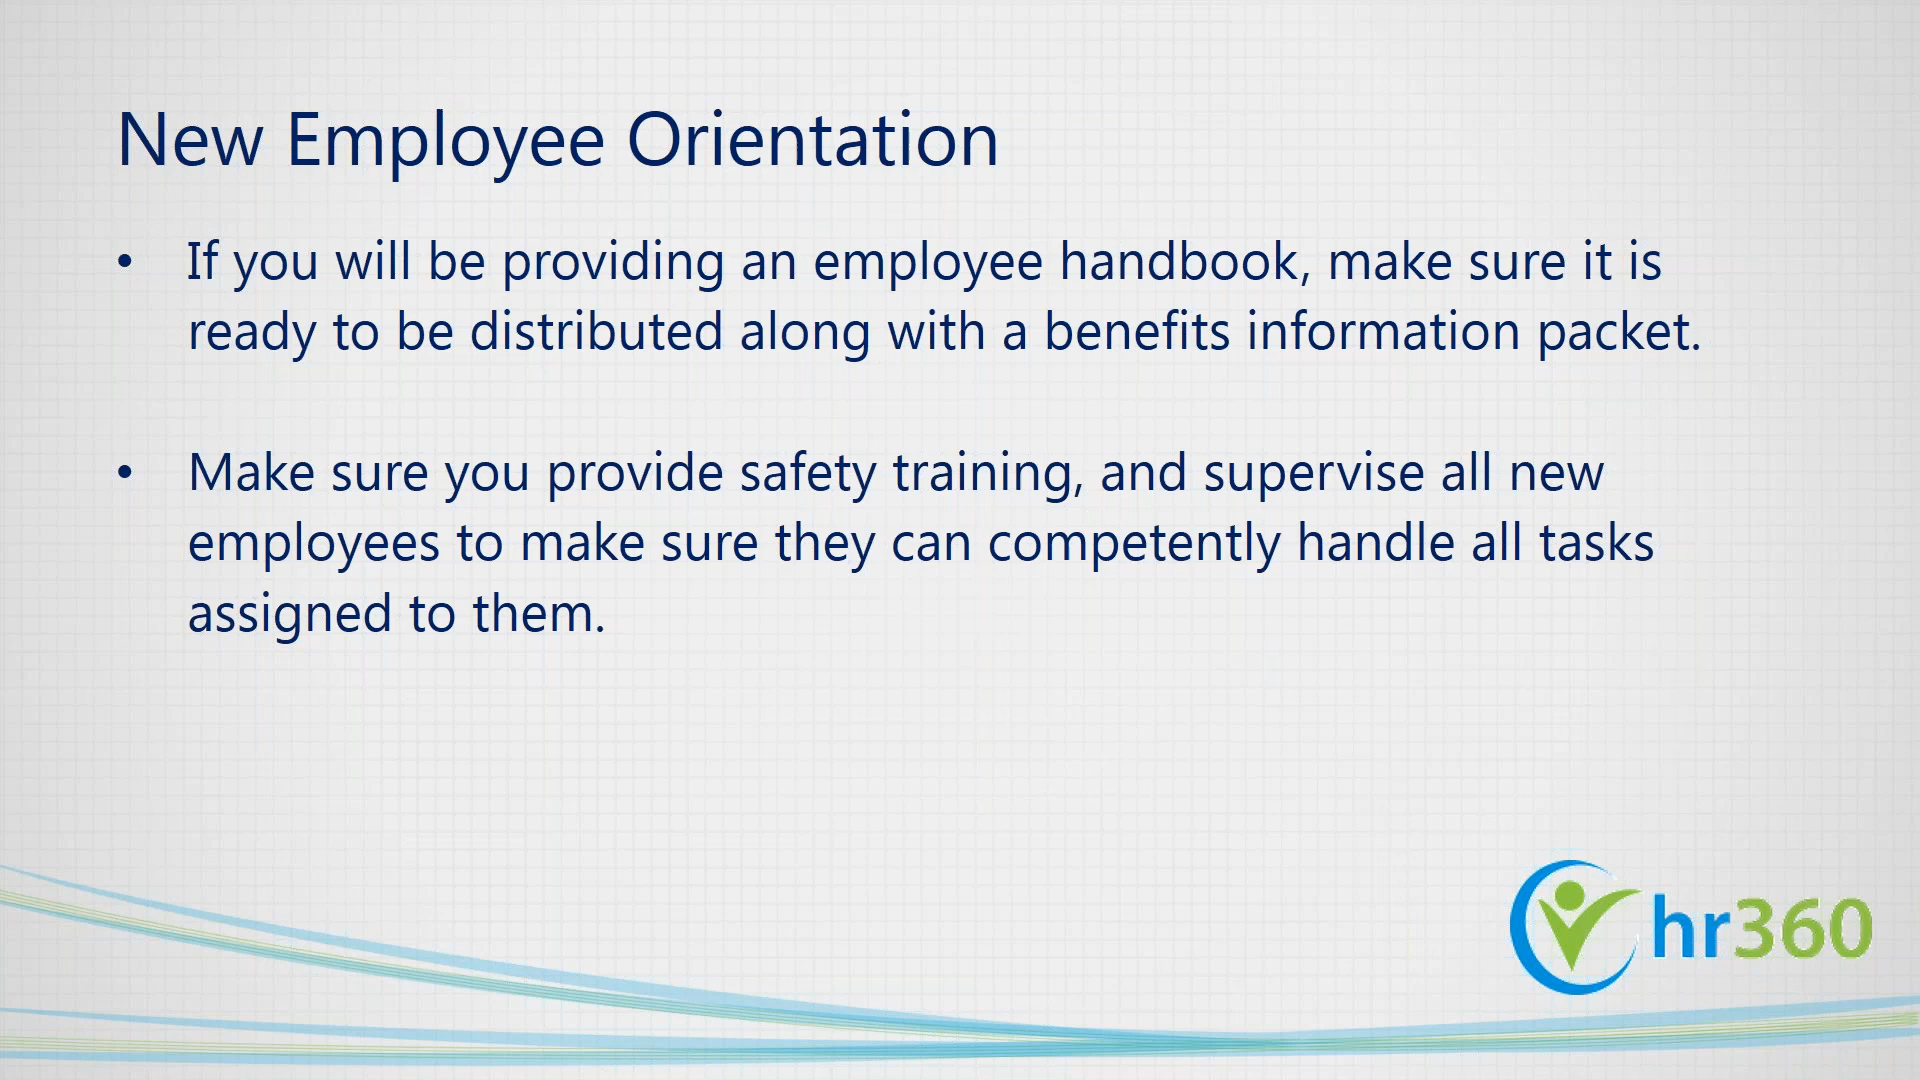 New Employee Orientation
• If you will be providing an employee handbook, make sure it is
ready to be distributed along with a benefits information packet.
• Make sure you provide safety training, and supervise all new
employees to make sure they can competently handle all tasks
assigned to them.
hr360